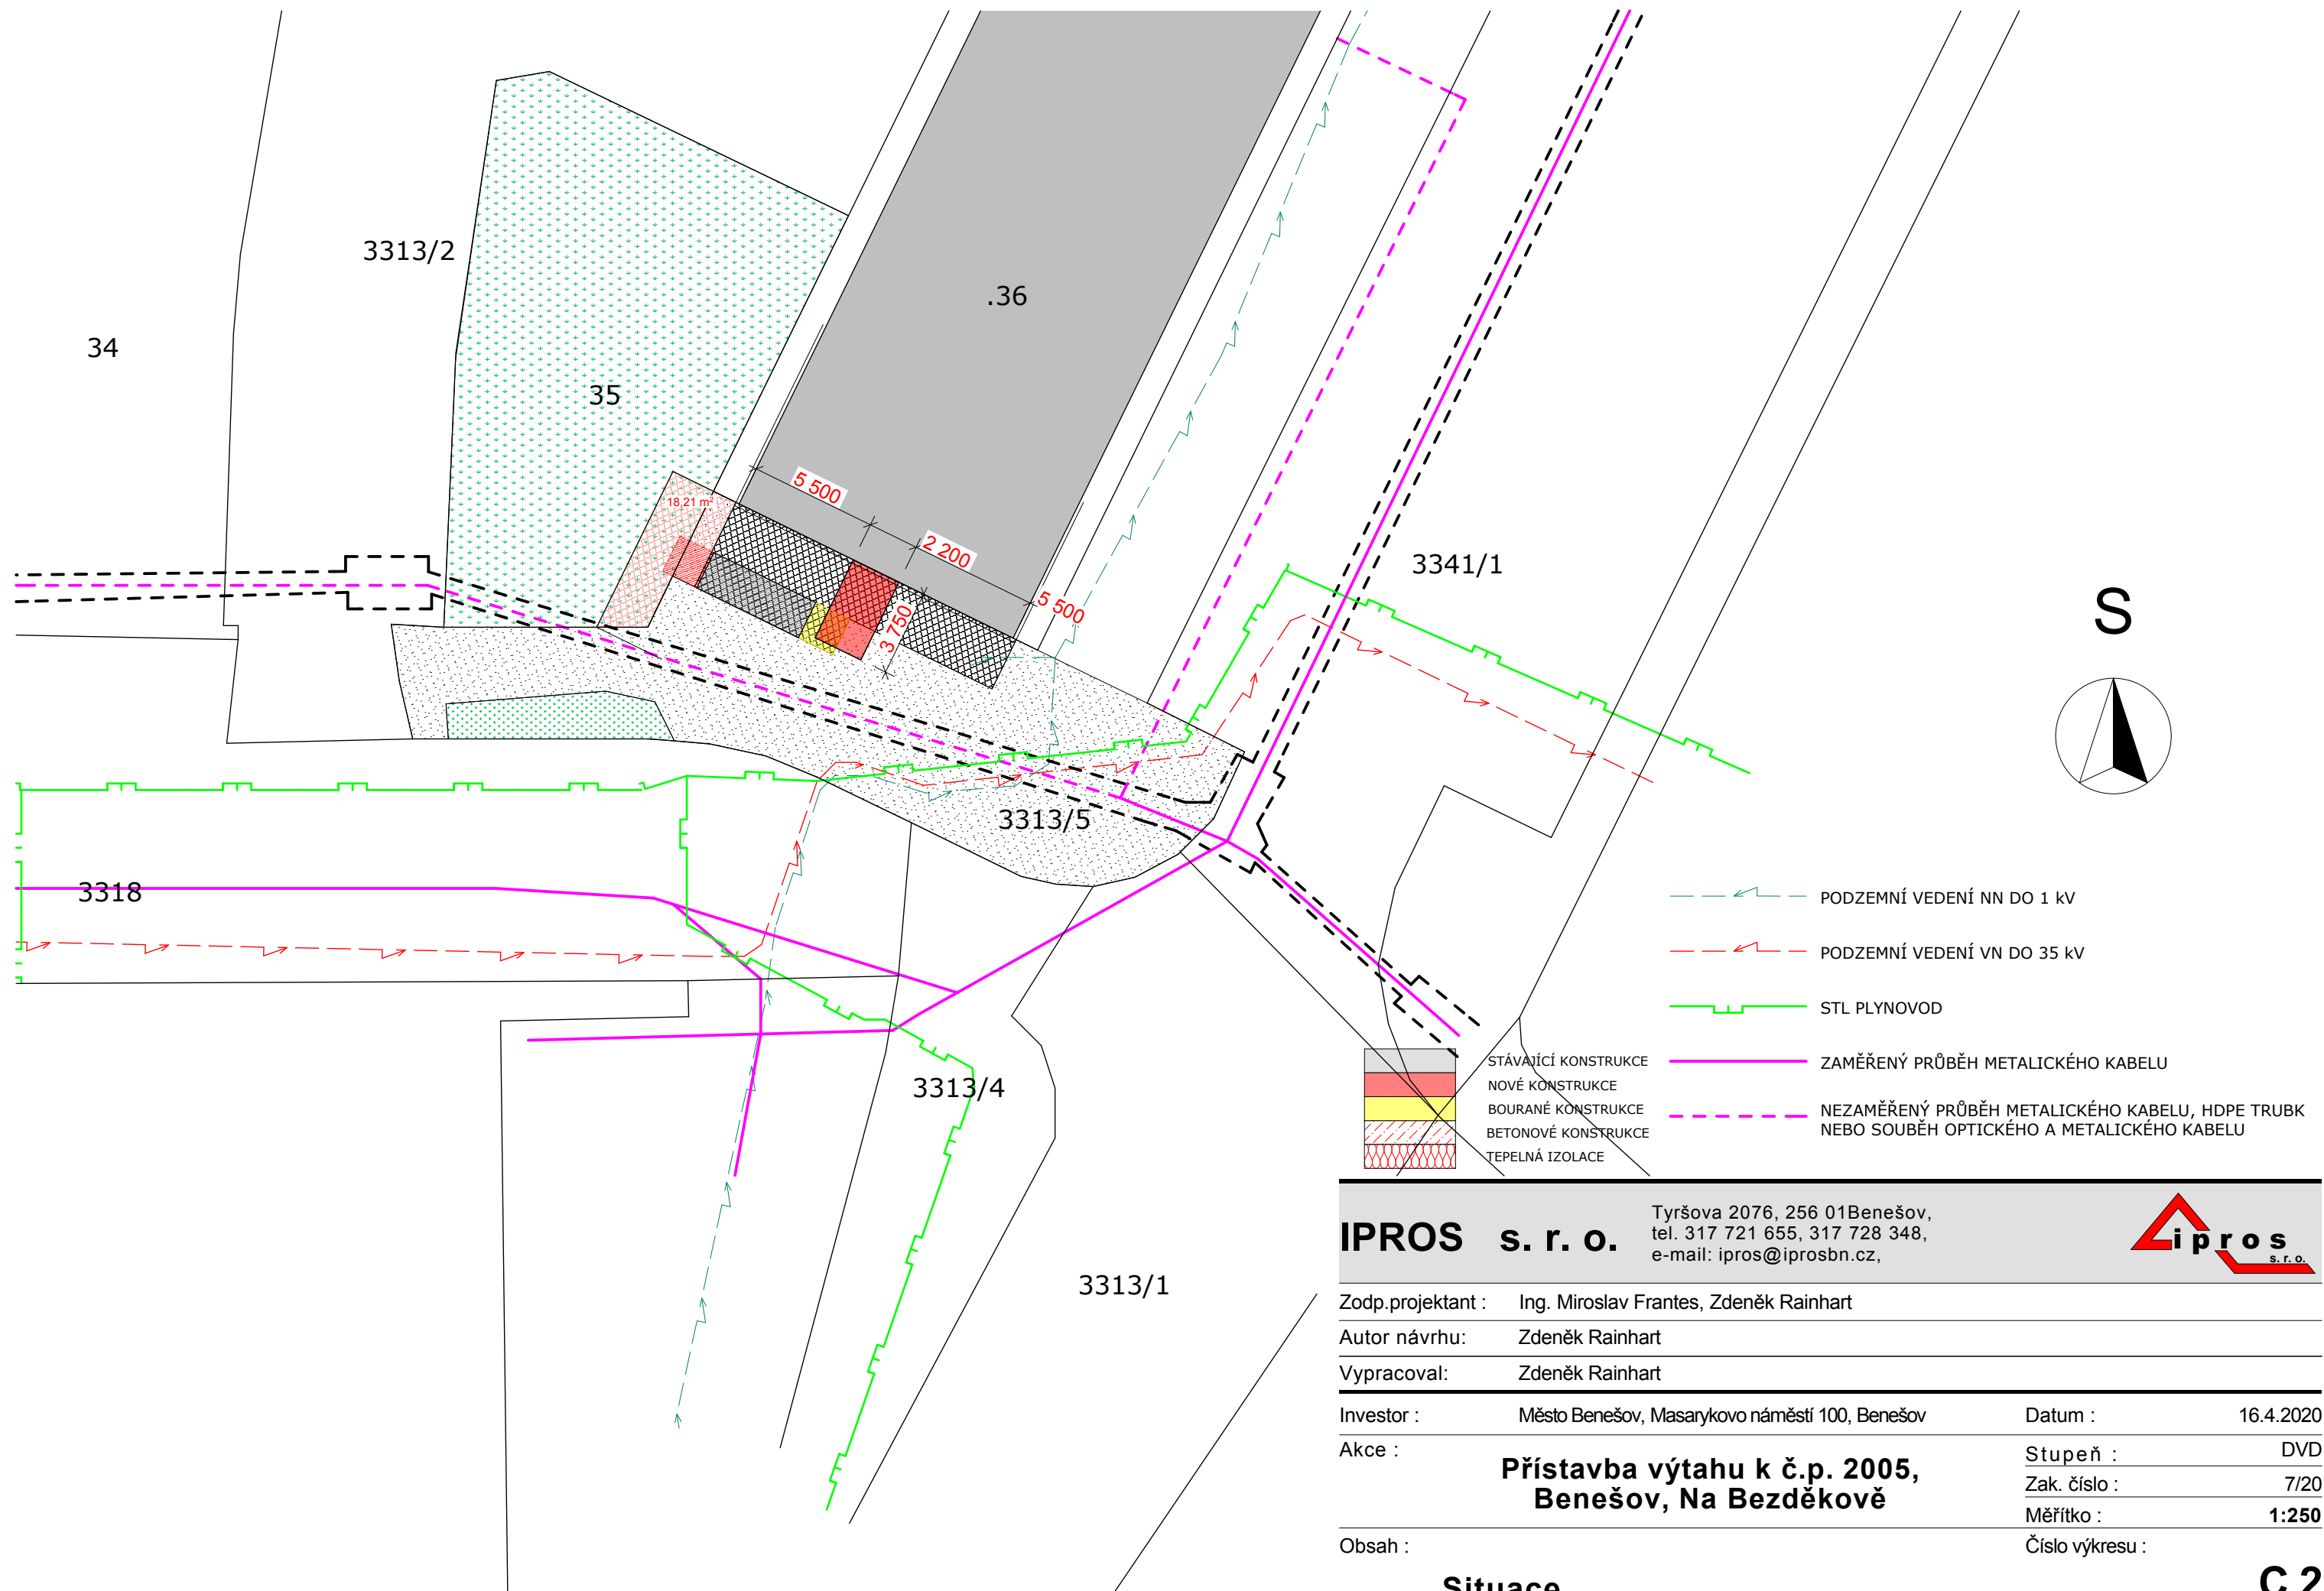 3313/2
34
35
.36
5 500
2 200
5 500
3 750
18,21 m²
3341/1
S
3313/5
3318
3313/4
3313/1
PODZEMNÍ VEDENÍ NN DO 1 kV
PODZEMNÍ VEDENÍ VN DO 35 kV
STL PLYNOVOD
ZAMĚŘENÝ PRŮBĚH METALICKÉHO KABELU
NEZAMĚŘENÝ PRŮBĚH METALICKÉHO KABELU, HDPE TRUBK
NEBO SOUBĚH OPTICKÉHO A METALICKÉHO KABELU
STÁVAJÍCÍ KONSTRUKCE
NOVÉ KONSTRUKCE
BOURANÉ KONSTRUKCE
BETONOVÉ KONSTRUKCE
TEPELNÁ IZOLACE
IPROS s. r. o.
Tyršova 2076, 256 01Benešov,
tel. 317 721 655, 317 728 348,
e-mail: ipros@iprosbn.cz,
ipros
s. r. o.
Zodp.projektant : Ing. Miroslav Frantes, Zdeněk Rainhart
Autor návrhu: Zdeněk Rainhart
Vypracoval: Zdeněk Rainhart
Investor : Město Benešov, Masarykovo náměstí 100, Benešov
Datum : 16.4.2020
Akce :
Přístavba výtahu k č.p. 2005,
Benešov, Na Bezděkově
Stupeň : DVD
Zak. číslo : 7/20
Měřítko : 1:250
Obsah :
Situace
Číslo výkresu :
C.2